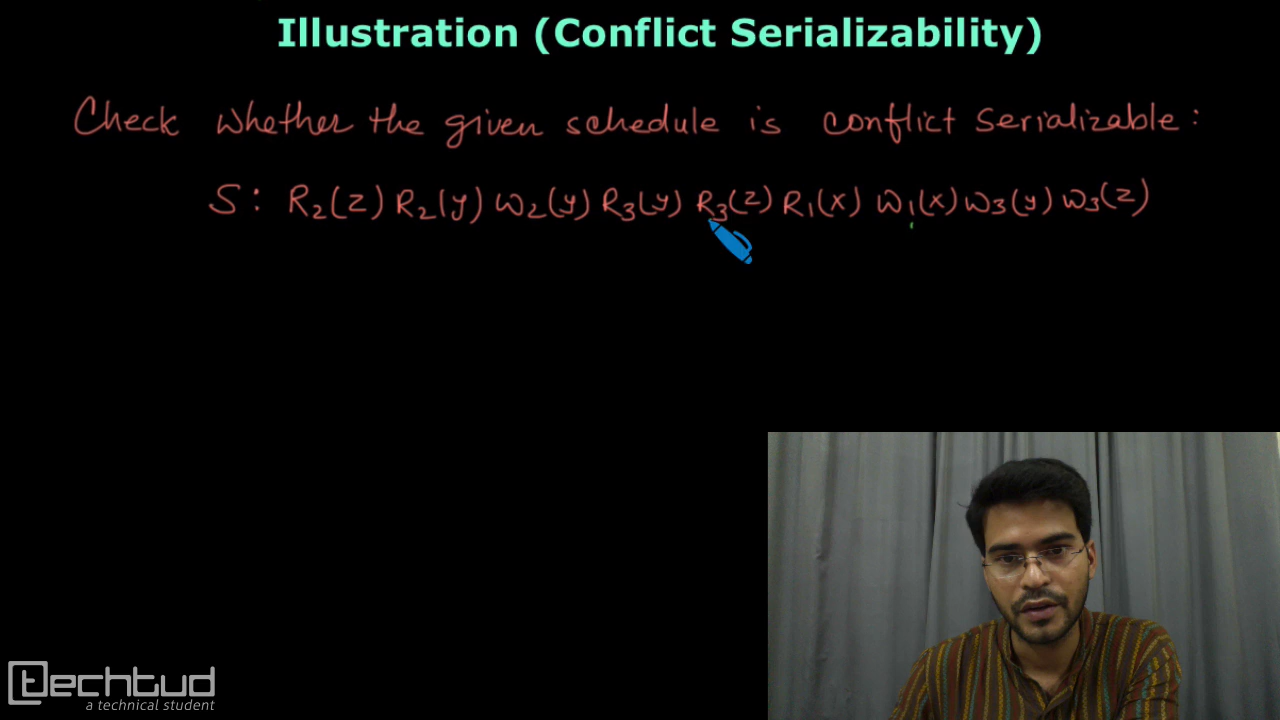 Illustration (Conflict Serializability)
Check whether the given schedule is conflict serializable:
S: R₂(z) R₂(y) W₂(y) R₃(y) R₃(z) R₁(x) W₁(x) W₃(y) W₃(z)
techtud
a technical student